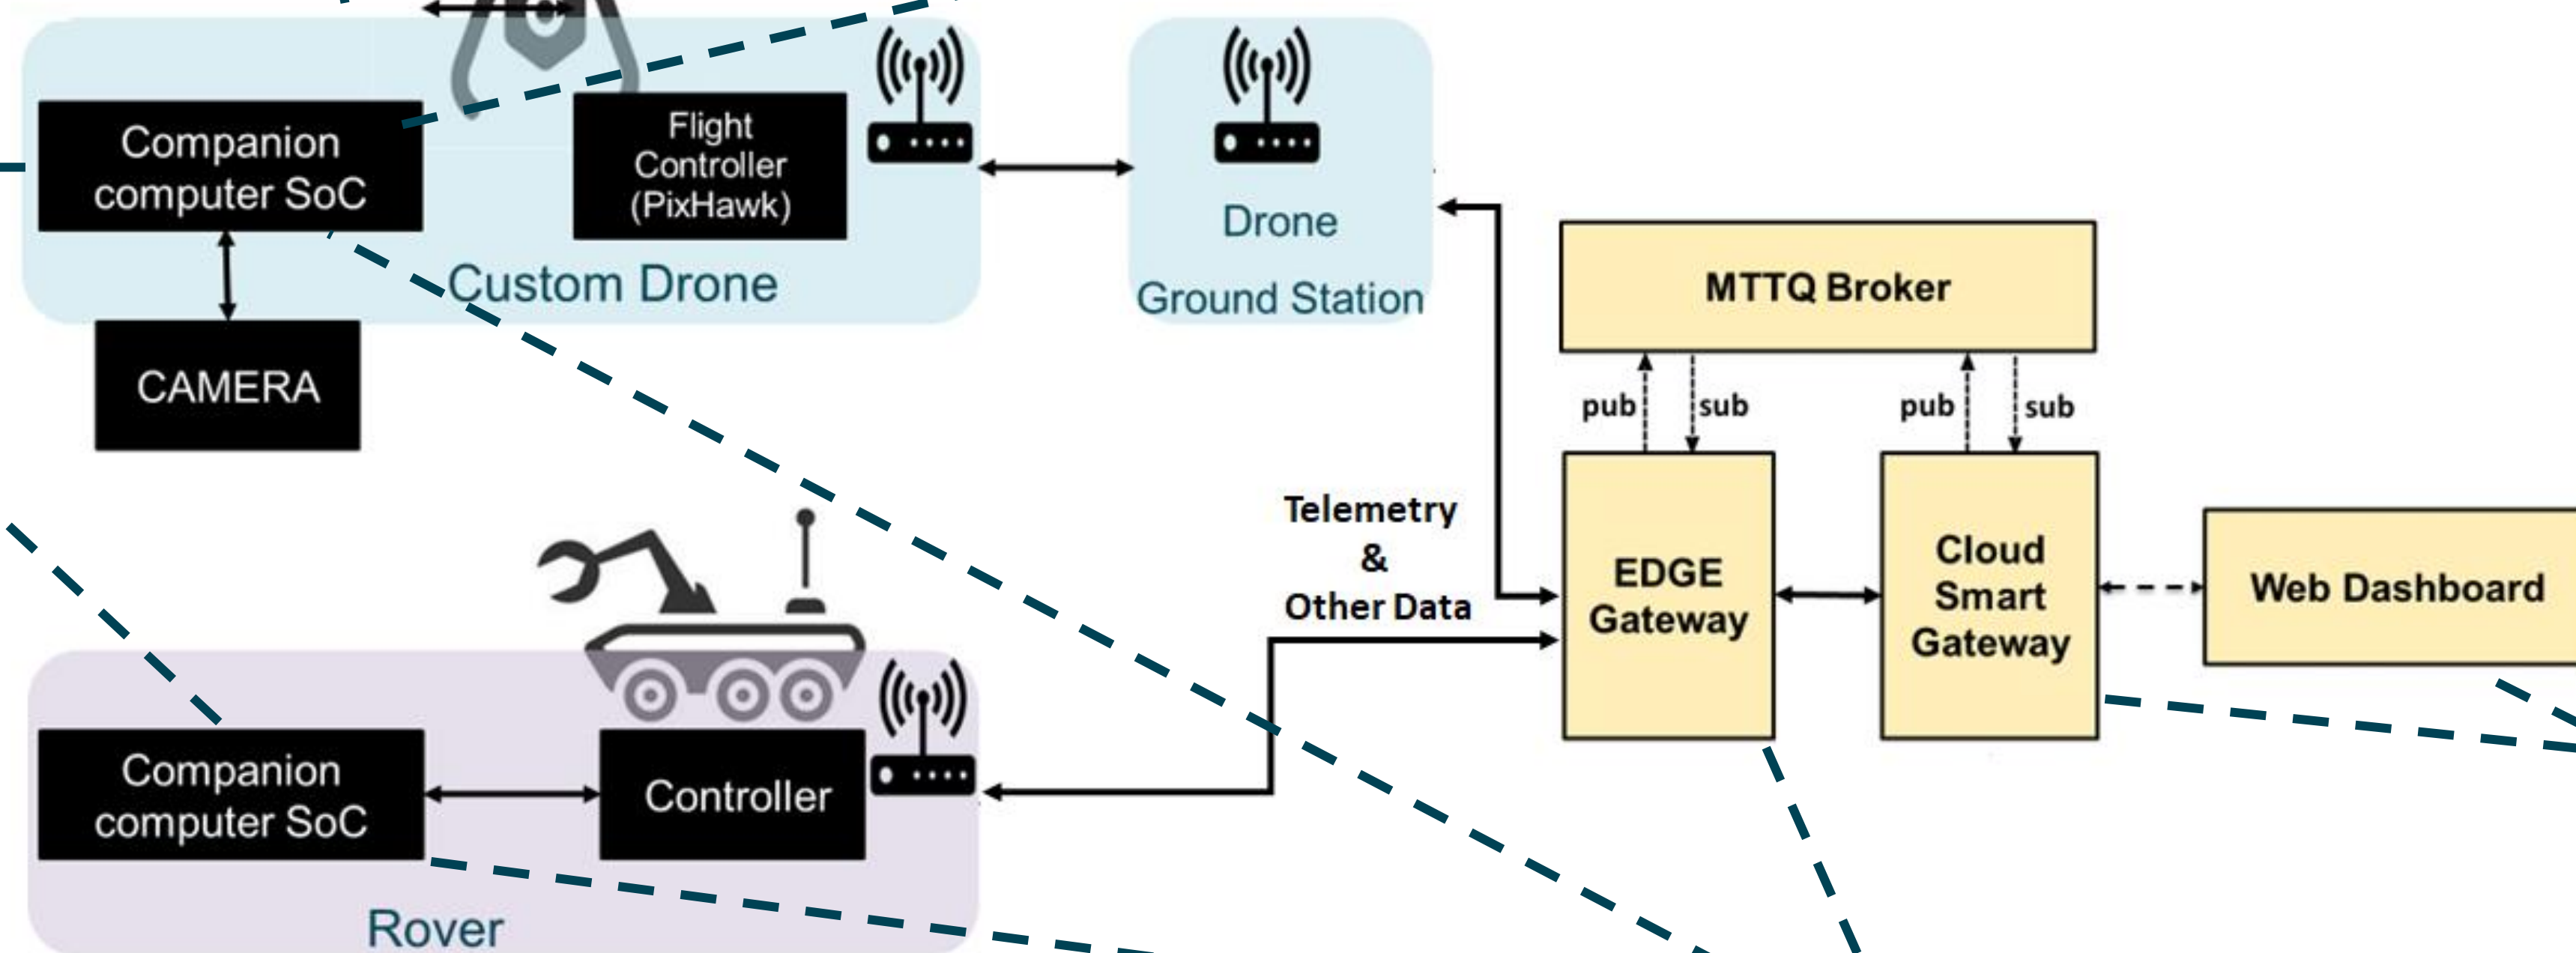 Companion
computer SoC
Flight
Controller
(PixHawk)
Custom Drone
CAMERA
Drone
Ground Station
MTTQ Broker
pub
sub
pub
sub
Telemetry
&
Other Data
EDGE
Gateway
Cloud
Smart
Gateway
Web Dashboard
Companion
computer SoC
Controller
Rover